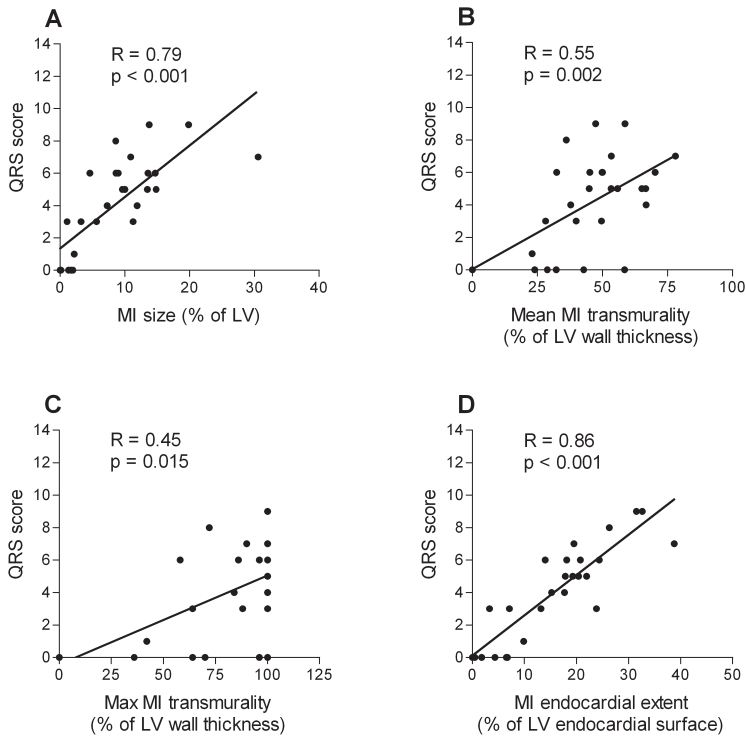 A
R = 0.79
p < 0.001
QRS score
14
12
10
8
6
4
2
0
0 10 20 30 40
MI size (% of LV)
B
R = 0.55
p = 0.002
QRS score
14
12
10
8
6
4
2
0
0 25 50 75 100
Mean MI transmurality
(% of LV wall thickness)
C
R = 0.45
p = 0.015
QRS score
14
12
10
8
6
4
2
0
0 25 50 75 100 125
Max MI transmurality
(% of LV wall thickness)
D
R = 0.86
p < 0.001
QRS score
14
12
10
8
6
4
2
0
0 10 20 30 40 50
MI endocardial extent
(% of LV endocardial surface)